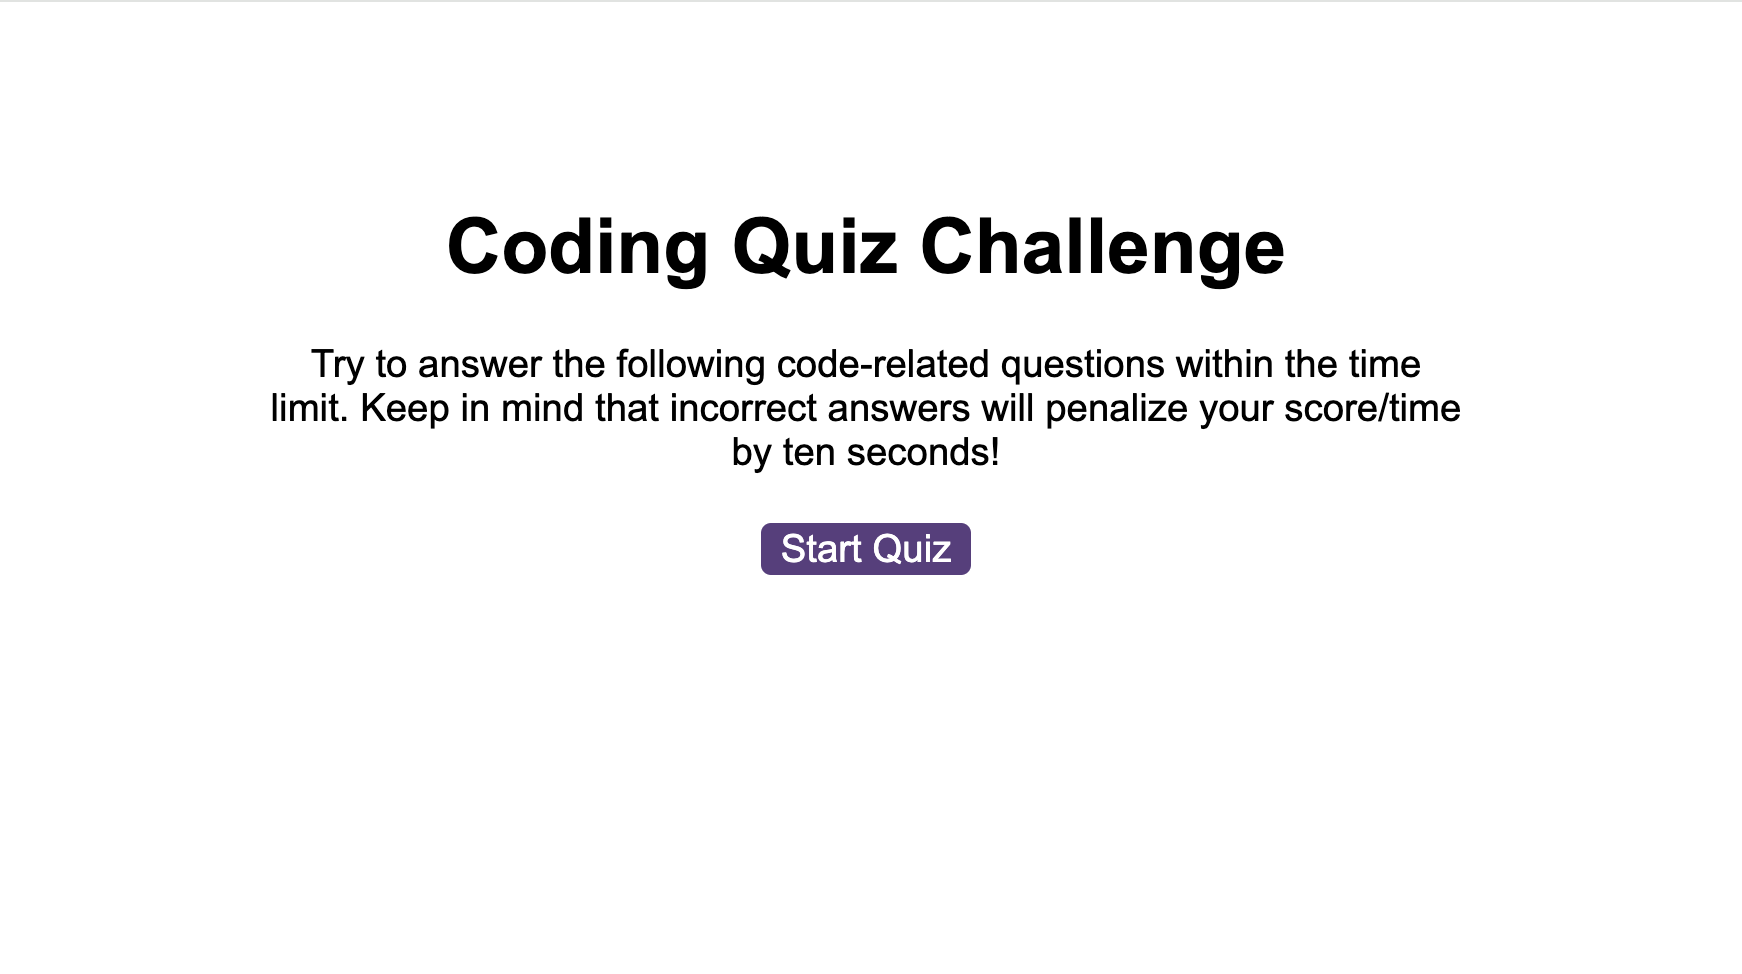 Coding Quiz Challenge
Try to answer the following code-related questions within the time
limit. Keep in mind that incorrect answers will penalize your score/time
by ten seconds!
Start Quiz